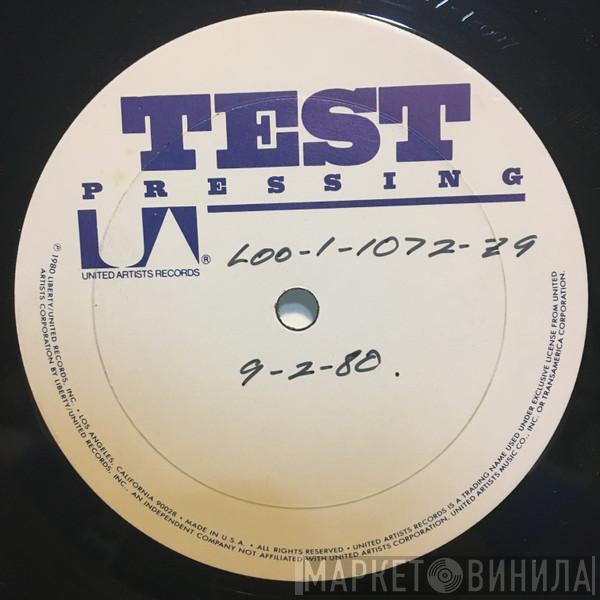 TEST
PRESSING
UA®
UNITED ARTISTS RECORDS
L00-1-1072-Z9
9-2-80.
℗ 1980 LIBERTY/UNITED RECORDS, INC. • LOS ANGELES, CALIFORNIA 90028 • MADE IN U.S.A. • ALL RIGHTS RESERVED • UNITED ARTISTS RECORDS IS A TRADING NAME USED UNDER EXCLUSIVE LICENSE FROM UNITED
ARTISTS CORPORATION BY LIBERTY/UNITED RECORDS, INC., AN INDEPENDENT COMPANY NOT AFFILIATED WITH UNITED ARTISTS CORPORATION, UNITED ARTISTS MUSIC CO., INC. OR TRANSAMERICA CORPORATION.
МАРКЕТ ВИНИЛА